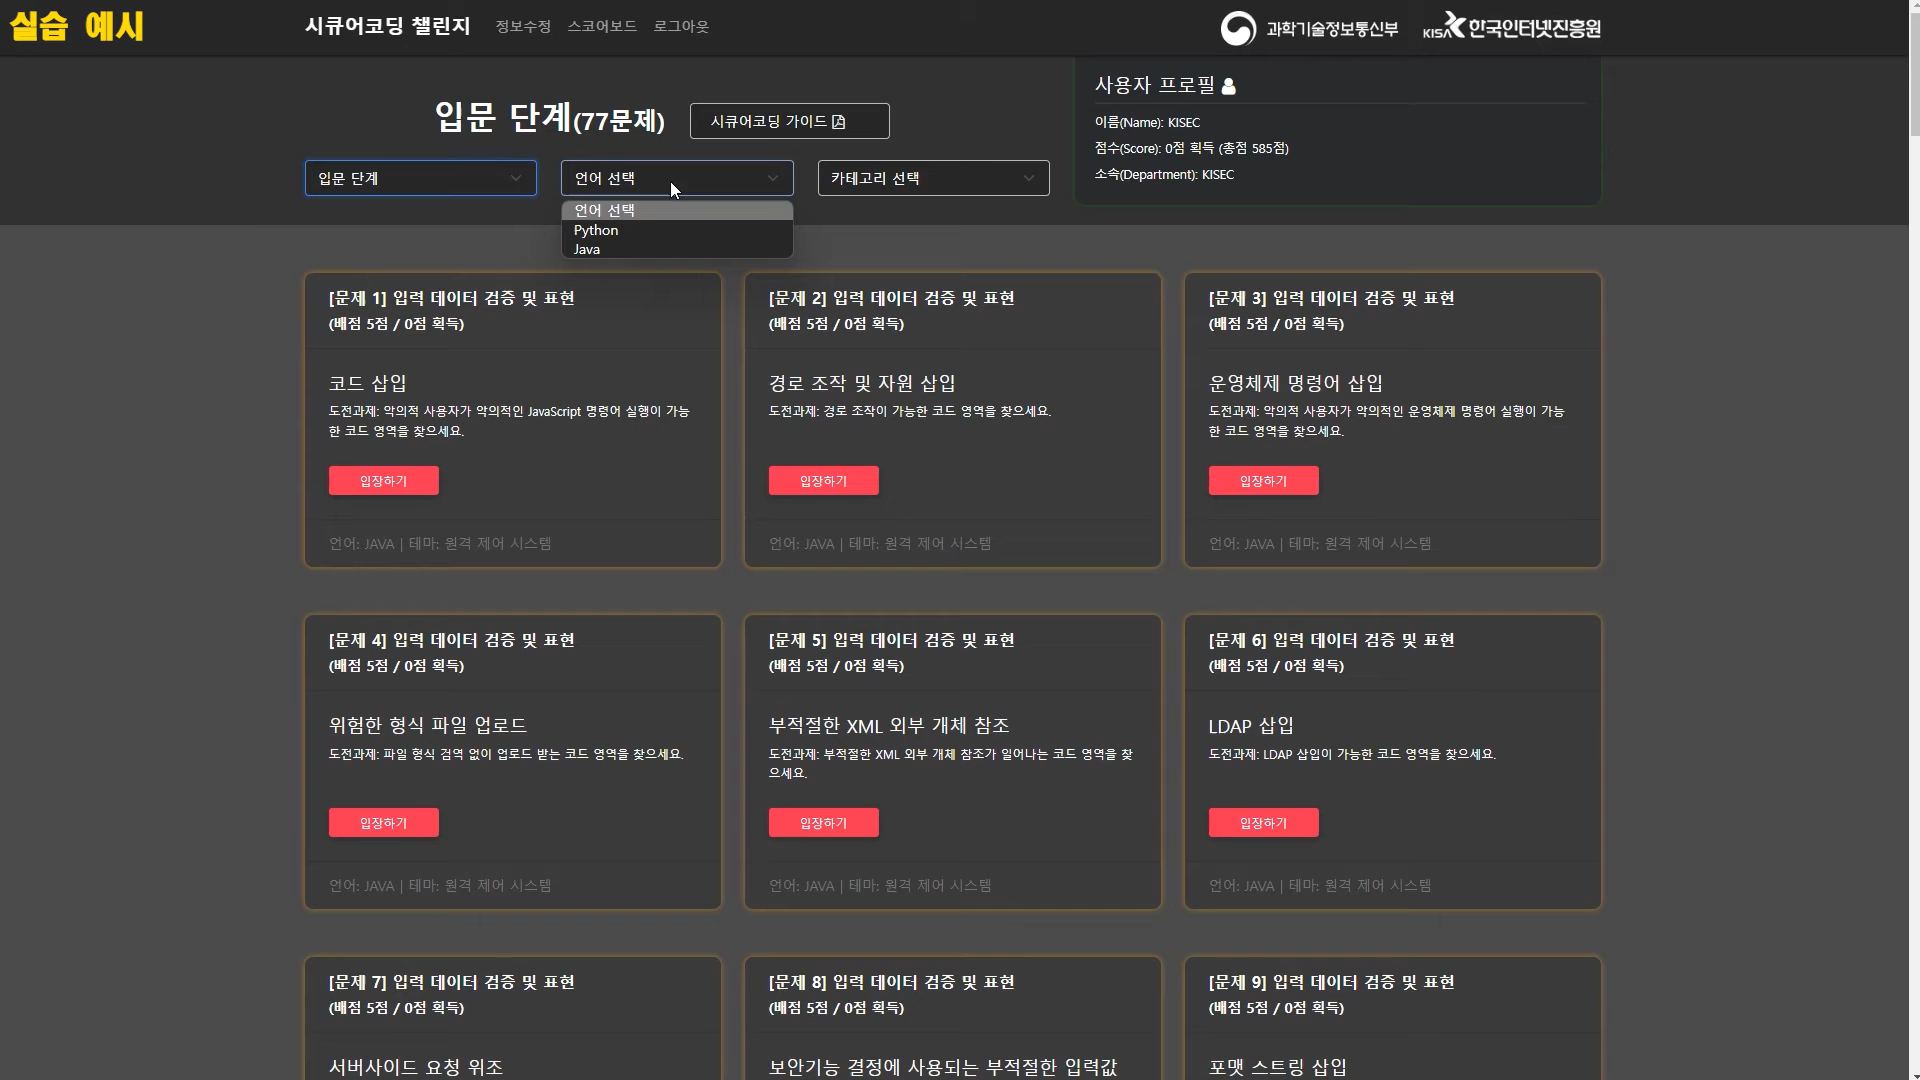 실습 예시
시큐어코딩 챌린지 정보수정 스코어보드 로그아웃
과학기술정보통신부 KISA 한국인터넷진흥원
입문 단계(77문제) 시큐어코딩 가이드
사용자 프로필
이름(Name): KISEC
점수(Score): 0점 획득 (총점 585점)
소속(Department): KISEC
입문 단계 언어 선택 카테고리 선택
언어 선택
Python
Java
[문제 1] 입력 데이터 검증 및 표현
(배점 5점 / 0점 획득)
코드 삽입
도전과제: 악의적 사용자가 악의적인 JavaScript 명령어 실행이 가능
한 코드 영역을 찾으세요.
입장하기
언어: JAVA | 테마: 원격 제어 시스템
[문제 2] 입력 데이터 검증 및 표현
(배점 5점 / 0점 획득)
경로 조작 및 자원 삽입
도전과제: 경로 조작이 가능한 코드 영역을 찾으세요.
입장하기
언어: JAVA | 테마: 원격 제어 시스템
[문제 3] 입력 데이터 검증 및 표현
(배점 5점 / 0점 획득)
운영체제 명령어 삽입
도전과제: 악의적 사용자가 악의적인 운영체제 명령어 실행이 가능
한 코드 영역을 찾으세요.
입장하기
언어: JAVA | 테마: 원격 제어 시스템
[문제 4] 입력 데이터 검증 및 표현
(배점 5점 / 0점 획득)
위험한 형식 파일 업로드
도전과제: 파일 형식 검역 없이 업로드 받는 코드 영역을 찾으세요.
입장하기
언어: JAVA | 테마: 원격 제어 시스템
[문제 5] 입력 데이터 검증 및 표현
(배점 5점 / 0점 획득)
부적절한 XML 외부 개체 참조
도전과제: 부적절한 XML 외부 개체 참조가 일어나는 코드 영역을 찾
으세요.
입장하기
언어: JAVA | 테마: 원격 제어 시스템
[문제 6] 입력 데이터 검증 및 표현
(배점 5점 / 0점 획득)
LDAP 삽입
도전과제: LDAP 삽입이 가능한 코드 영역을 찾으세요.
입장하기
언어: JAVA | 테마: 원격 제어 시스템
[문제 7] 입력 데이터 검증 및 표현
(배점 5점 / 0점 획득)
서버사이드 요청 위조
[문제 8] 입력 데이터 검증 및 표현
(배점 5점 / 0점 획득)
보안기능 결정에 사용되는 부적절한 입력값
[문제 9] 입력 데이터 검증 및 표현
(배점 5점 / 0점 획득)
포맷 스트링 삽입